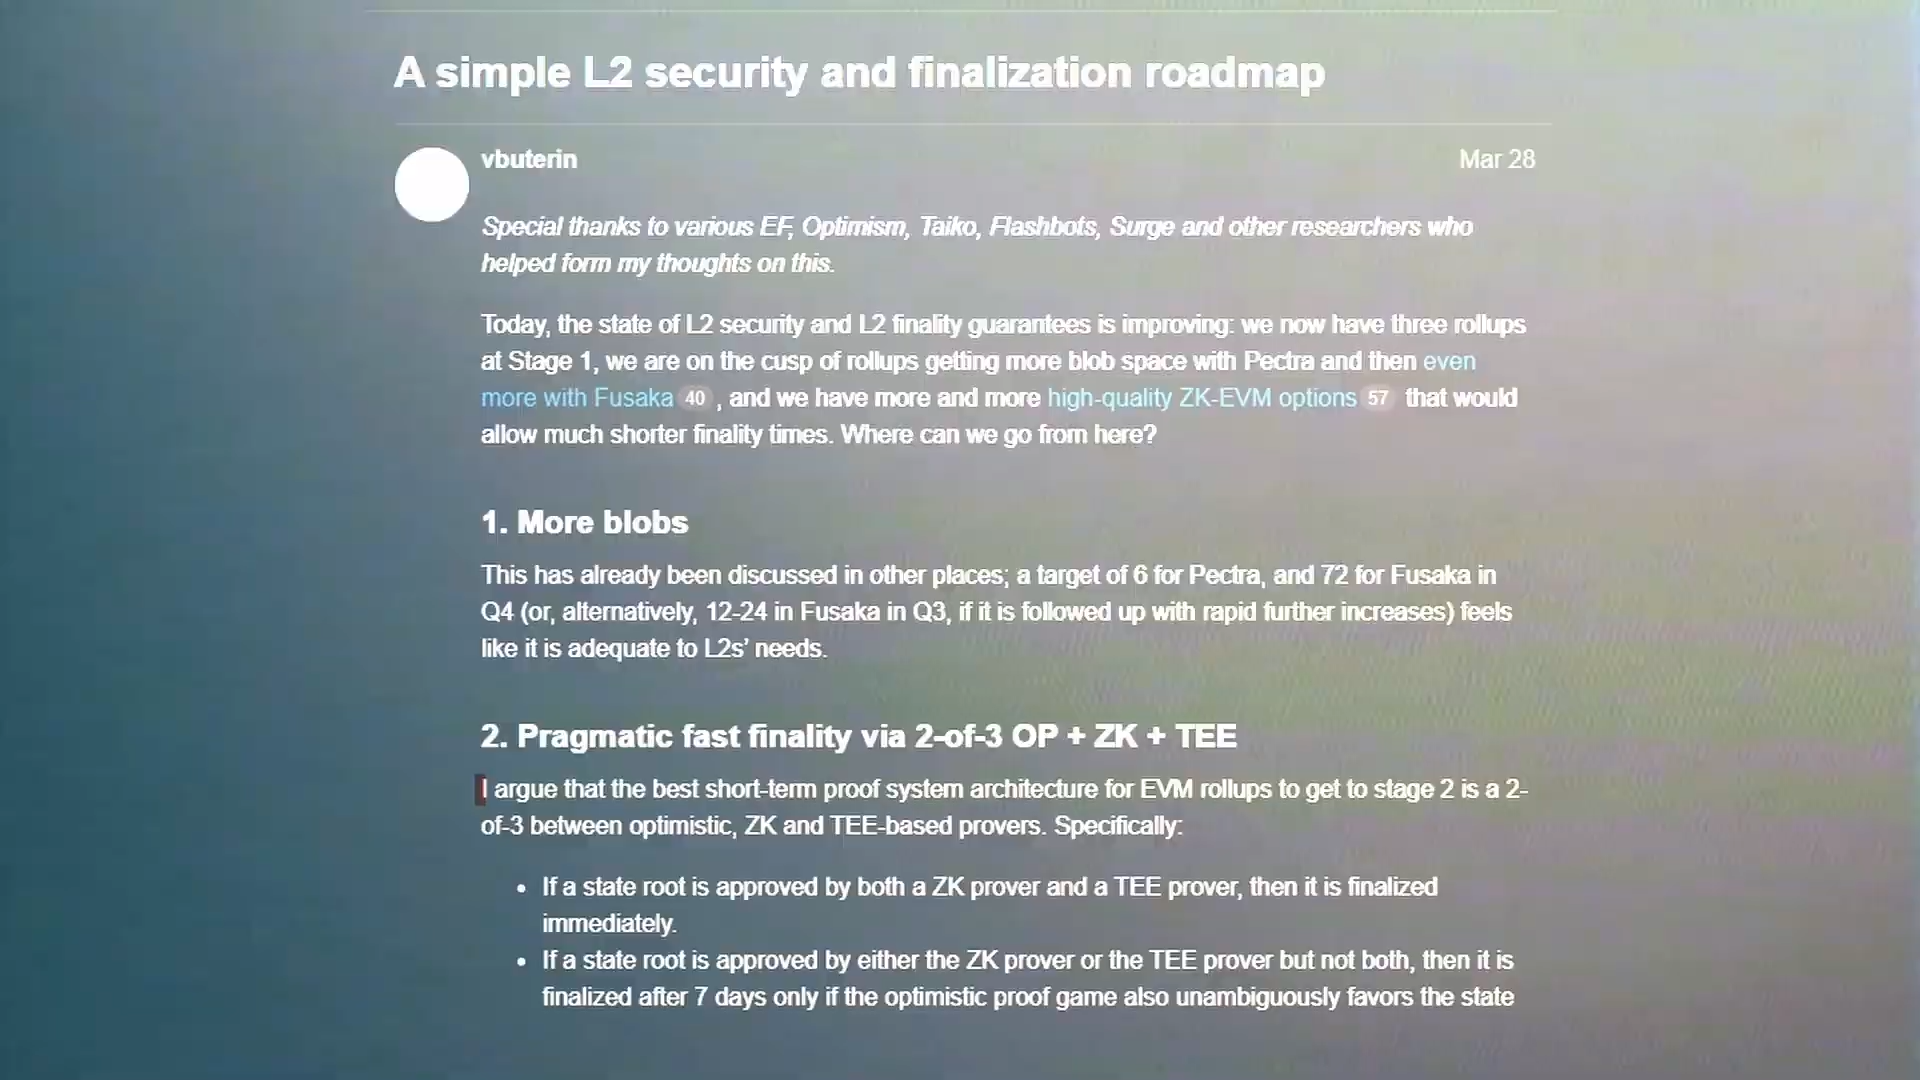 A simple L2 security and finalization roadmap
vbuterin
Mar 28
Special thanks to various EF, Optimism, Taiko, Flashbots, Surge and other researchers who
helped form my thoughts on this.
Today, the state of L2 security and L2 finality guarantees is improving: we now have three rollups
at Stage 1, we are on the cusp of rollups getting more blob space with Pectra and then even
more with Fusaka 40 , and we have more and more high-quality ZK-EVM options 57 that would
allow much shorter finality times. Where can we go from here?
1. More blobs
This has already been discussed in other places; a target of 6 for Pectra, and 72 for Fusaka in
Q4 (or, alternatively, 12-24 in Fusaka in Q3, if it is followed up with rapid further increases) feels
like it is adequate to L2s’ needs.
2. Pragmatic fast finality via 2-of-3 OP + ZK + TEE
I argue that the best short-term proof system architecture for EVM rollups to get to stage 2 is a 2-
of-3 between optimistic, ZK and TEE-based provers. Specifically:
• If a state root is approved by both a ZK prover and a TEE prover, then it is finalized
immediately.
• If a state root is approved by either the ZK prover or the TEE prover but not both, then it is
finalized after 7 days only if the optimistic proof game also unambiguously favors the state